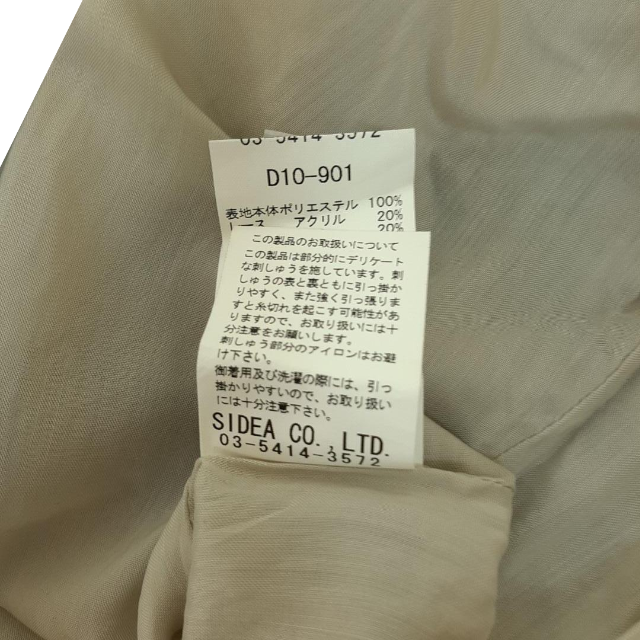 03-5414-3572
D10-901
表地本体ポリエステル 100%
レース アクリル 20%
20%
この製品のお取扱いについて
この製品は部分的にデリケート
な刺しゅうを施しています。刺
しゅうの表と裏ともに引っ掛か
りやすく、また強く引っ張りま
すと糸切れを起こす可能性があ
りますので、お取り扱いには十
分注意をお願いします。
刺しゅう部分のアイロンはお避
け下さい。
御着用及び洗濯の際には、引っ
掛かりやすいので、お取り扱い
には十分注意下さい。
SIDEA CO.,LTD.
03-5414-3572